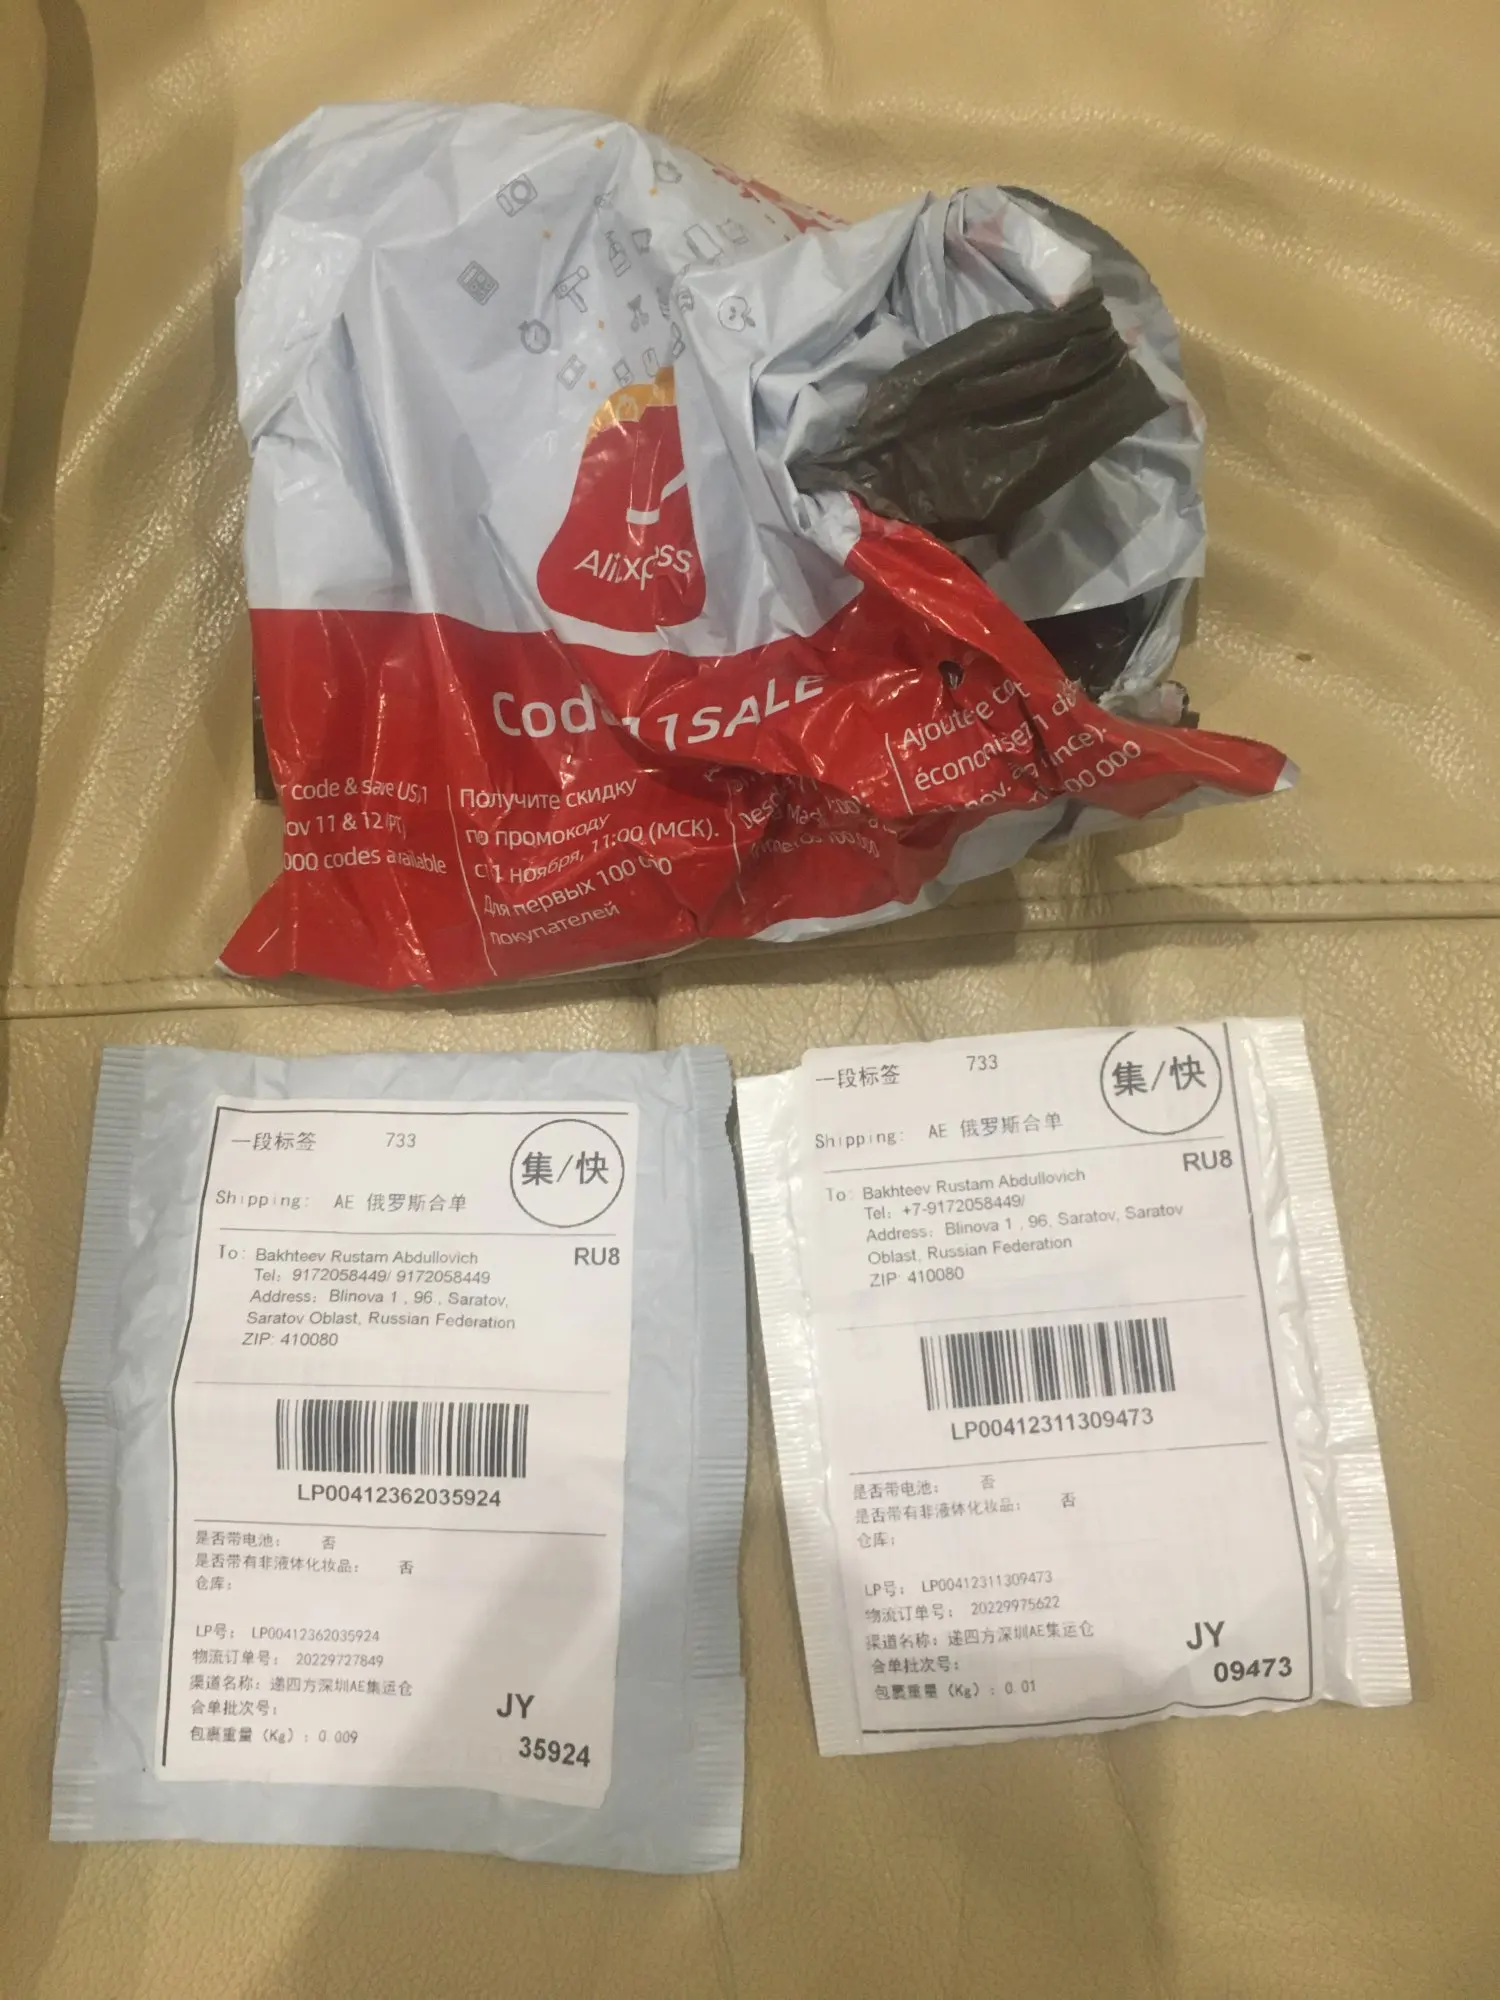 AliExpress
Code 11SALE
code & save US
Nov 11 & 12 (PT)
000 codes available
Получите скидку
по промокоду
11 ноября, 11:00 (МСК).
Для первых 100 000
покупателей
Ajoutez
économisez 1
nov.
100 000
一段标签 733
集/快
Shipping: AE 俄罗斯合单
RU8
To: Bakhteev Rustam Abdullovich
Tel: 9172058449/ 9172058449
Address: Blinova 1 , 96 , Saratov,
Saratov Oblast, Russian Federation
ZIP: 410080
LP00412362035924
是否带电池: 否
是否带有非液体化妆品: 否
仓库:
LP号: LP00412362035924
物流订单号: 20229727849
渠道名称: 递四方深圳AE集运仓
合单批次号:
包裹重量 (Kg) : 0.009
JY
35924
一段标签 733
集/快
Shipping: AE 俄罗斯合单
RU8
To: Bakhteev Rustam Abdullovich
Tel: +7-9172058449/
Address: Blinova 1 , 96, Saratov, Saratov
Oblast, Russian Federation
ZIP: 410080
LP00412311309473
是否带电池: 否
是否带有非液体化妆品: 否
仓库:
LP号: LP00412311309473
物流订单号: 20229975622
渠道名称: 递四方深圳AE集运仓
合单批次号:
包裹重量 (Kg) : 0.01
JY
09473